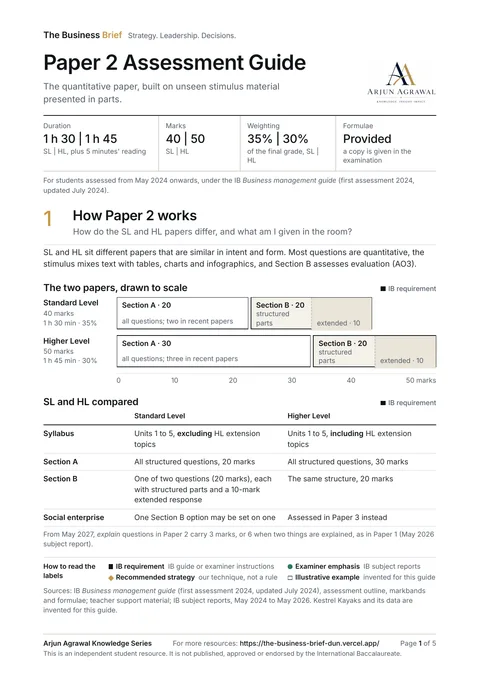 The Business Brief Strategy. Leadership. Decisions.
Paper 2 Assessment Guide
The quantitative paper, built on unseen stimulus material
presented in parts.
ARJUN AGRAWAL
Duration
1 h 30 | 1 h 45
SL | HL, plus 5 minutes' reading
Marks
40 | 50
SL | HL
Weighting
35% | 30%
of the final grade, SL |
HL
Formulae
Provided
a copy is given in the
examination
For students assessed from May 2024 onwards, under the IB Business management guide (first assessment 2024,
updated July 2024).
1 How Paper 2 works
How do the SL and HL papers differ, and what am I given in the room?
SL and HL sit different papers that are similar in intent and form. Most questions are quantitative, the
stimulus mixes text with tables, charts and infographics, and Section B assesses evaluation (AO3).
The two papers, drawn to scale
■ IB requirement
Standard Level
40 marks
1 h 30 min · 35%
Section A · 20
all questions; two in recent papers
Section B · 20
structured
parts
extended · 10
Higher Level
50 marks
1 h 45 min · 30%
Section A · 30
all questions; three in recent papers
Section B · 20
structured
parts
extended · 10
0 10 20 30 40 50 marks
SL and HL compared
■ IB requirement
Standard Level Higher Level
Syllabus
Units 1 to 5, excluding HL extension
topics
Units 1 to 5, including HL extension
topics
Section A All structured questions, 20 marks All structured questions, 30 marks
Section B
One of two questions (20 marks), each
with structured parts and a 10-mark
extended response
The same structure, 20 marks
Social enterprise One Section B option may be set on one Assessed in Paper 3 instead
From May 2027, explain questions in Paper 2 carry 3 marks, or 6 when two things are explained, as in Paper 1 (May 2026
subject report).
How to read the
labels
■ IB requirement IB guide or examiner instructions
● Examiner emphasis IB subject reports
◆ Recommended strategy our technique, not a rule
□ Illustrative example invented for this guide
Sources: IB Business management guide (first assessment 2024, updated July 2024), assessment outline, markbands
and formulae; teacher support material; IB subject reports, May 2024 to May 2026. Kestrel Kayaks and its data are
invented for this guide.
Arjun Agrawal Knowledge Series For more resources: https://the-business-brief-dun.vercel.app/ Page 1 of 5
This is an independent student resource. It is not published, approved or endorsed by the International Baccalaureate.